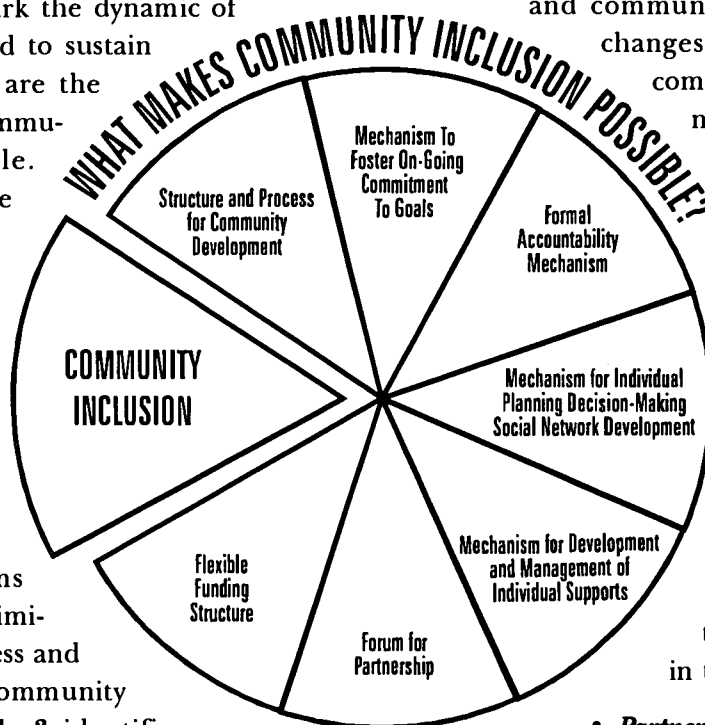 rk the dynamic of
d to sustain
are the
mmu-
le.
e
and commun
changes
com
n
WHAT MAKES COMMUNITY INCLUSION POSSIBLE?
Structure and Process
for Community
Development
Mechanism To
Foster On-Going
Commitment
To Goals
Formal
Accountability
Mechanism
Mechanism for Individual
Planning Decision-Making
Social Network Development
Mechanism for Development
and Management of
Individual Supports
Forum for
Partnership
Flexible
Funding
Structure
COMMUNITY
INCLUSION
ns
imi-
ess and
ommunity
t
in t
• Partner